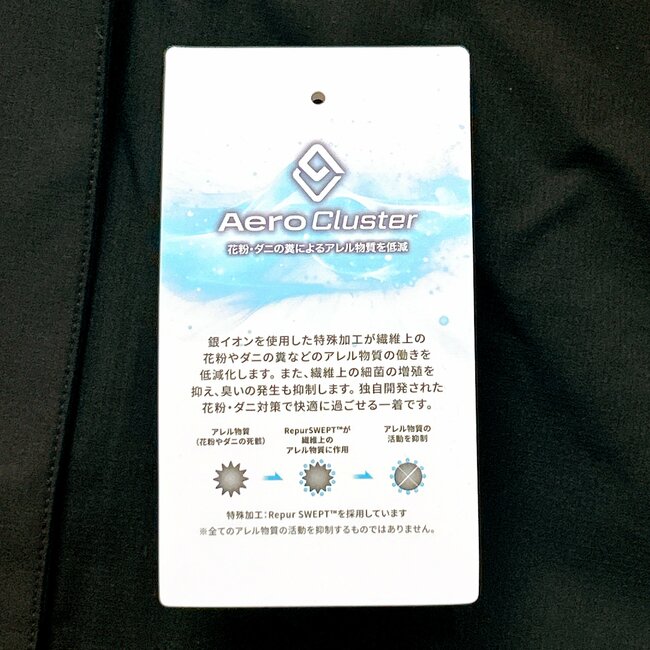 Aero Cluster
花粉・ダニの糞によるアレル物質を低減
銀イオンを使用した特殊加工が繊維上の
花粉やダニの糞などのアレル物質の働きを
低減化します。また、繊維上の細菌の増殖を
抑え、臭いの発生も抑制します。独自開発された
花粉・ダニ対策で快適に過ごせる一着です。
アレル物質
(花粉やダニの死骸)
RepurSWEPT™が
繊維上の
アレル物質に作用
アレル物質の
活動を抑制
特殊加工：Repur SWEPT™を採用しています
※全てのアレル物質の活動を抑制するものではありません。